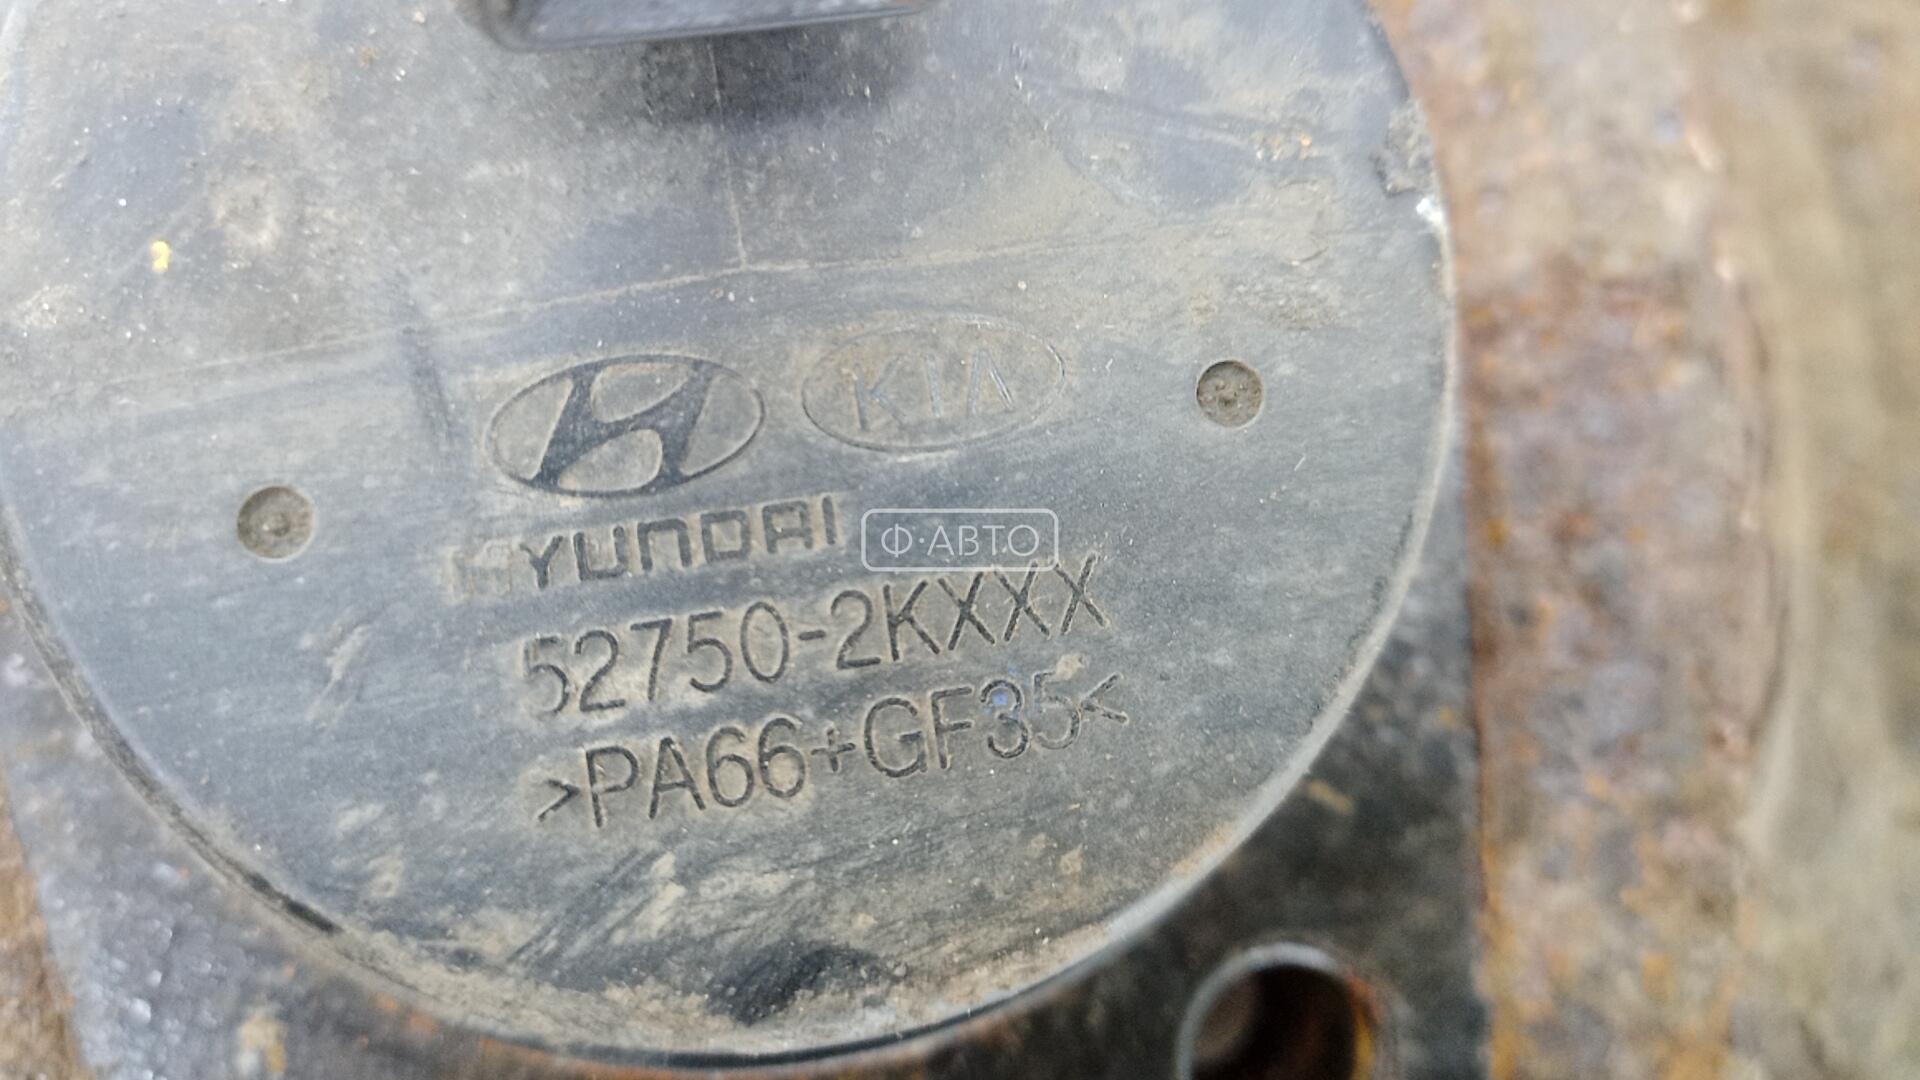 KIA
HYUNDAI
Ф·АВТО
52750-2KXXX
>PA66+GF35<